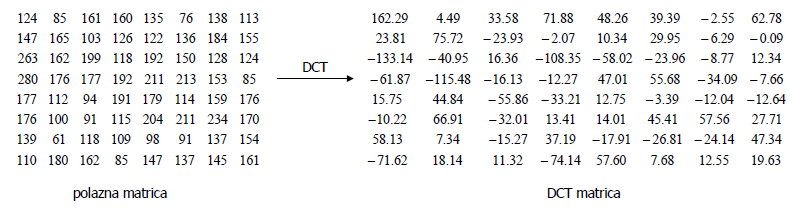 124 85 161 160 135 76 138 113 162.29 4.49 33.58 71.88 48.26 39.39 −2.55 62.78
147 165 103 126 122 136 184 155 23.81 75.72 −23.93 −2.07 10.34 29.95 −6.29 −0.09
263 162 199 118 192 150 128 124 −133.14 −40.95 16.36 −108.35 −58.02 −23.96 −8.77 12.34
DCT
280 176 177 192 211 213 153 85 −61.87 −115.48 −16.13 −12.27 47.01 55.68 −34.09 −7.66
177 112 94 191 179 114 159 176 15.75 44.84 −55.86 −33.21 12.75 −3.39 −12.04 −12.64
176 100 91 115 204 211 234 170 −10.22 66.91 −32.01 13.41 14.01 45.41 57.56 27.71
139 61 118 109 98 91 137 154 58.13 7.34 −15.27 37.19 −17.91 −26.81 −24.14 47.34
110 180 162 85 147 137 145 161 −71.62 18.14 11.32 −74.14 57.60 7.68 12.55 19.63
polazna matrica DCT matrica